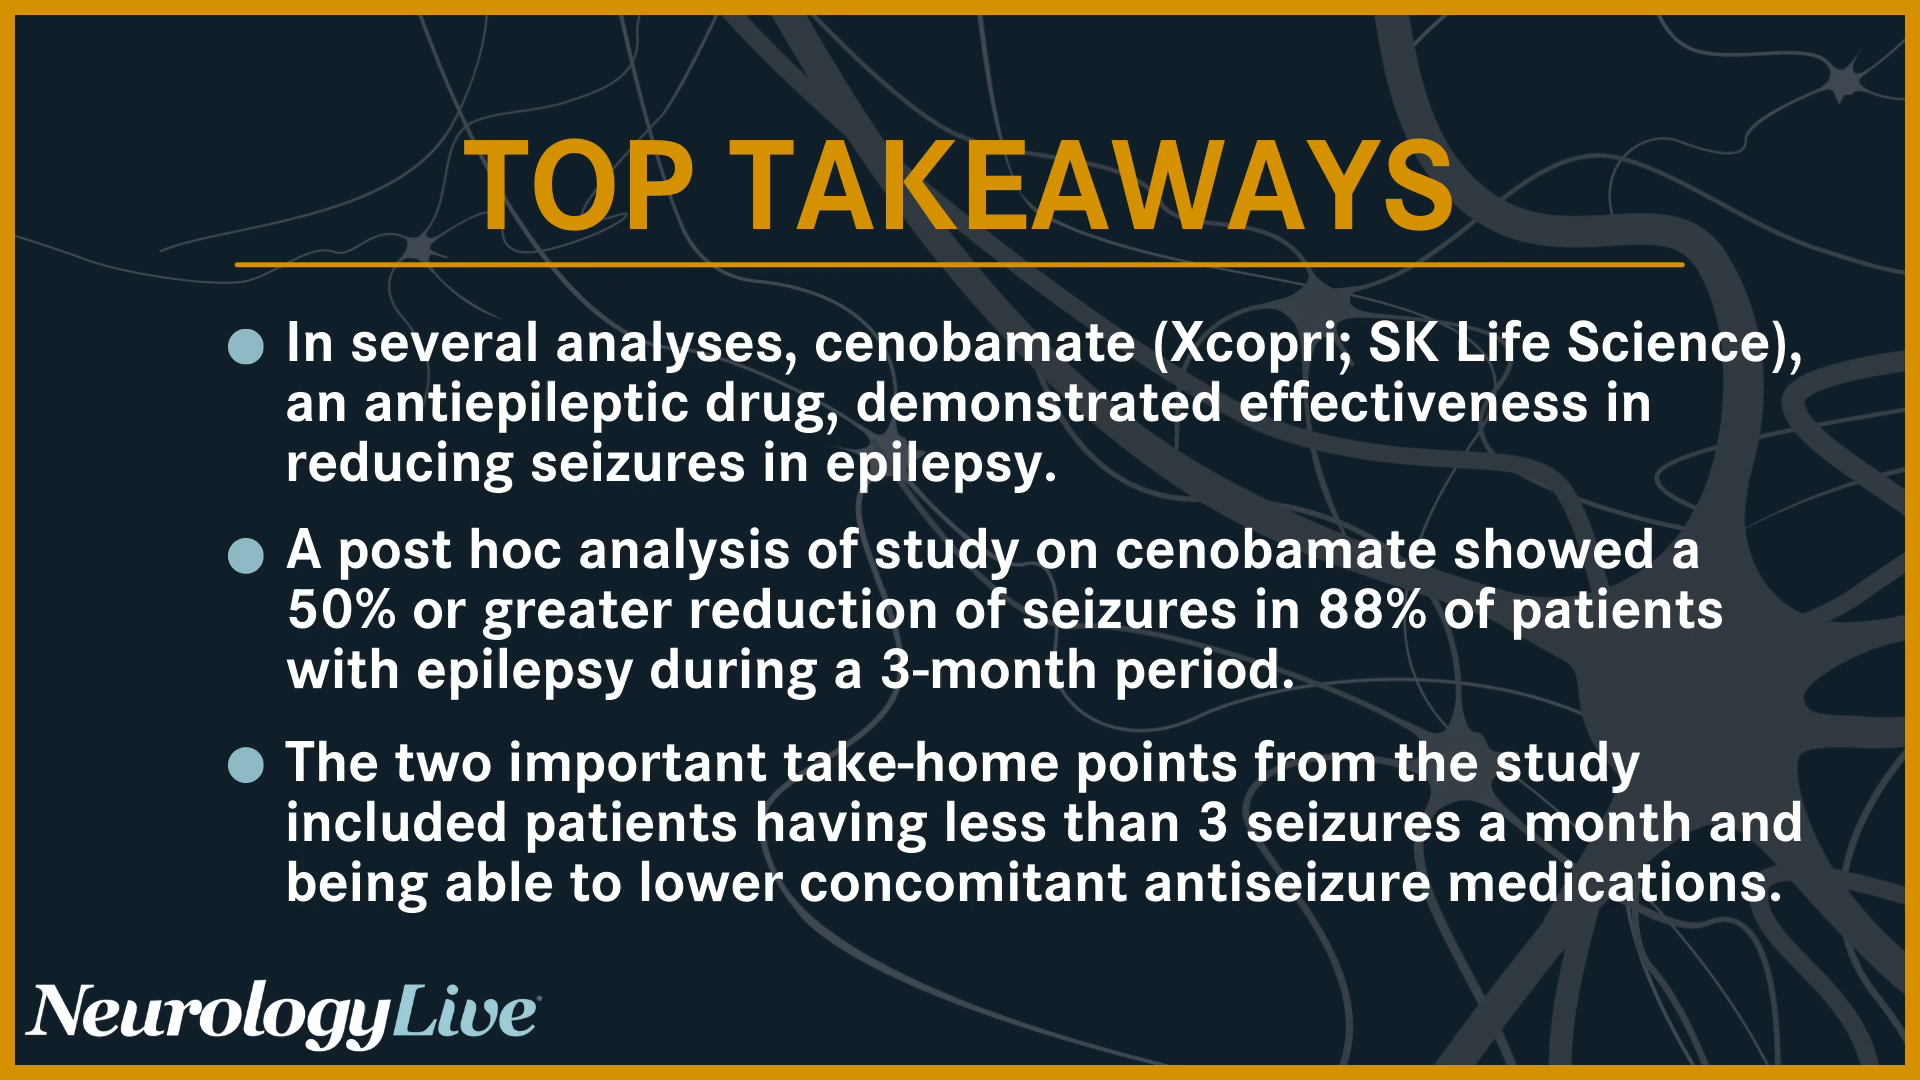 TOP TAKEAWAYS
In several analyses, cenobamate (Xcopri; SK Life Science),
an antiepileptic drug, demonstrated effectiveness in
reducing seizures in epilepsy.
A post hoc analysis of study on cenobamate showed a
50% or greater reduction of seizures in 88% of patients
with epilepsy during a 3-month period.
The two important take-home points from the study
included patients having less than 3 seizures a month and
being able to lower concomitant antiseizure medications.
NeurologyLive®